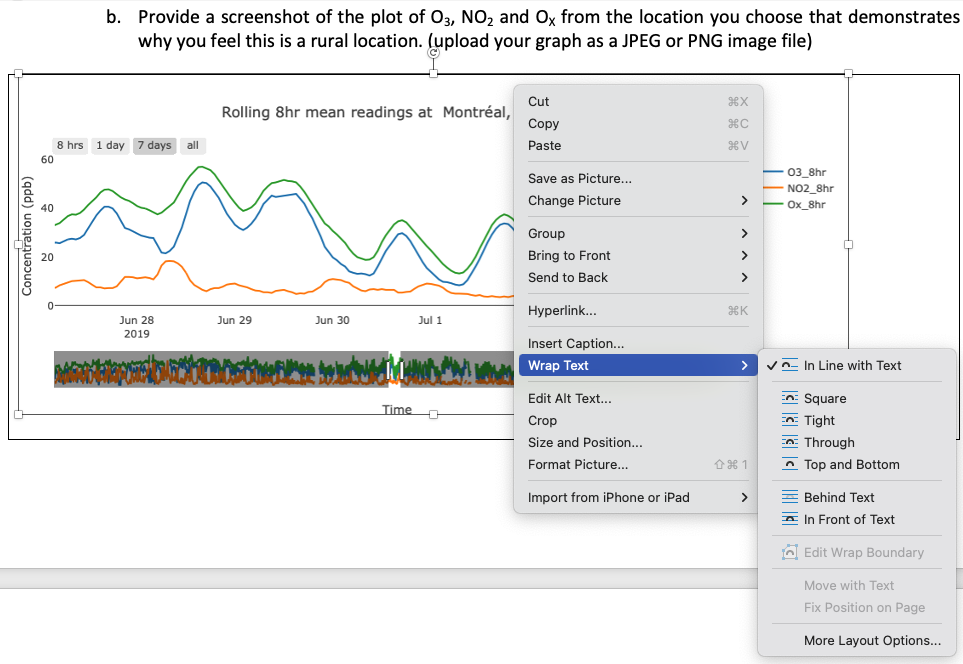 b. Provide a screenshot of the plot of O₃, NO₂ and Oₓ from the location you choose that demonstrates
why you feel this is a rural location. (upload your graph as a JPEG or PNG image file)
Rolling 8hr mean readings at Montréal,
8 hrs 1 day 7 days all
Concentration (ppb)
60
40
20
0
Jun 28 Jun 29 Jun 30 Jul 1
2019
Time
O3_8hr
NO2_8hr
Ox_8hr
Cut ⌘X
Copy ⌘C
Paste ⌘V
Save as Picture...
Change Picture
Group
Bring to Front
Send to Back
Hyperlink... ⌘K
Insert Caption...
Wrap Text
Edit Alt Text...
Crop
Size and Position...
Format Picture... ⇧⌘1
Import from iPhone or iPad
✓ In Line with Text
Square
Tight
Through
Top and Bottom
Behind Text
In Front of Text
Edit Wrap Boundary
Move with Text
Fix Position on Page
More Layout Options...